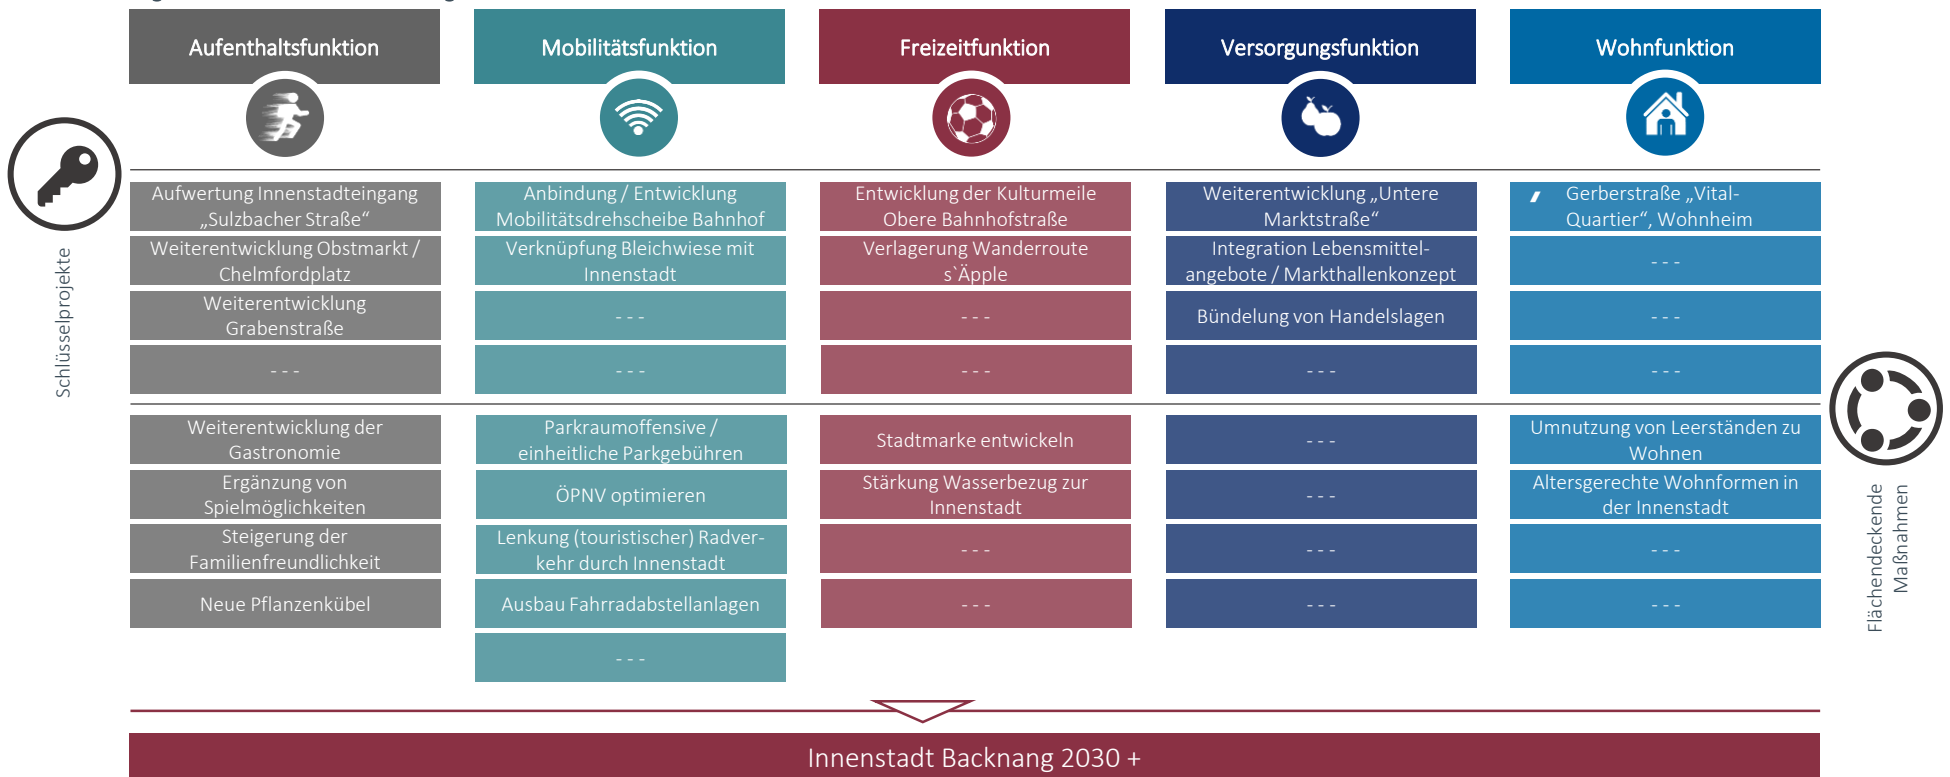 Aufenthaltsfunktion
Mobilitätsfunktion
Freizeitfunktion
Versorgungsfunktion
Wohnfunktion
Schlüsselprojekte
Aufwertung Innenstadteingang
„Sulzbacher Straße“
Weiterentwicklung Obstmarkt /
Chelmfordplatz
Weiterentwicklung
Grabenstraße
- - -
Anbindung / Entwicklung
Mobilitätsdrehscheibe Bahnhof
Verknüpfung Bleichwiese mit
Innenstadt
- - -
- - -
Entwicklung der Kulturmeile
Obere Bahnhofstraße
Verlagerung Wanderroute
s`Äpple
- - -
- - -
Weiterentwicklung „Untere
Marktstraße“
Integration Lebensmittel-
angebote / Markthallenkonzept
Bündelung von Handelslagen
- - -
Gerberstraße „Vital-
Quartier“, Wohnheim
- - -
- - -
- - -
Flächendeckende
Maßnahmen
Weiterentwicklung der
Gastronomie
Ergänzung von
Spielmöglichkeiten
Steigerung der
Familienfreundlichkeit
Neue Pflanzenkübel
Parkraumoffensive /
einheitliche Parkgebühren
ÖPNV optimieren
Lenkung (touristischer) Radver-
kehr durch Innenstadt
Ausbau Fahrradabstellanlagen
- - -
Stadtmarke entwickeln
Stärkung Wasserbezug zur
Innenstadt
- - -
- - -
- - -
- - -
- - -
- - -
Umnutzung von Leerständen zu
Wohnen
Altersgerechte Wohnformen in
der Innenstadt
- - -
- - -
Innenstadt Backnang 2030 +